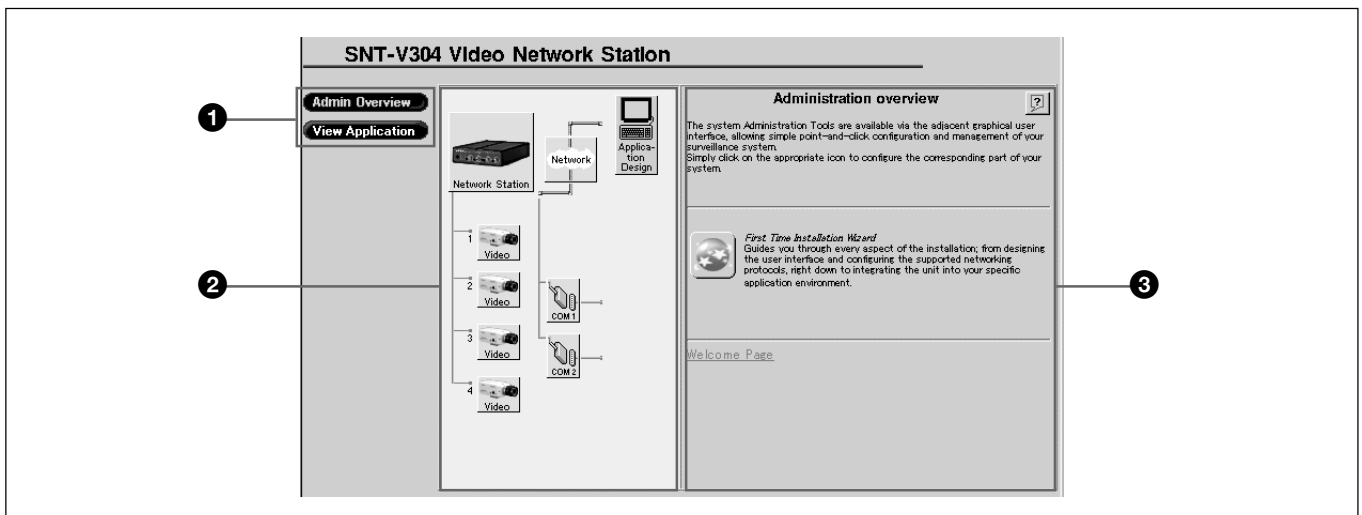 SNT-V304 Video Network Station
1
Admin Overview
View Application
2
Network Station
Network
Applica-
tion
Design
1
Video
2
Video
3
Video
4
Video
COM 1
COM 2
Administration overview
?
The system Administration Tools are available via the adjacent graphical user
interface, allowing simple point-and-click configuration and management of your
surveillance system.
Simply click on the appropriate icon to configure the corresponding part of your
system.
First Time Installation Wizard
Guides you through every aspect of the installation; from designing
the user interface and configuring the supported networking
protocols, right down to integrating the unit into your specific
application environment.
Welcome Page
3